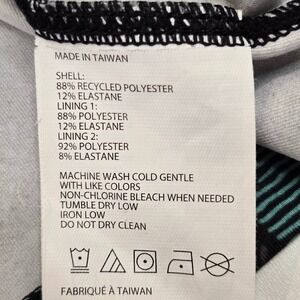 MADE IN TAIWAN
SHELL:
88% RECYCLED POLYESTER
12% ELASTANE
LINING 1:
88% POLYESTER
12% ELASTANE
LINING 2:
92% POLYESTER
8% ELASTANE
MACHINE WASH COLD GENTLE
WITH LIKE COLORS
NON-CHLORINE BLEACH WHEN NEEDED
TUMBLE DRY LOW
IRON LOW
DO NOT DRY CLEAN
FABRIQUÉ À TAIWAN